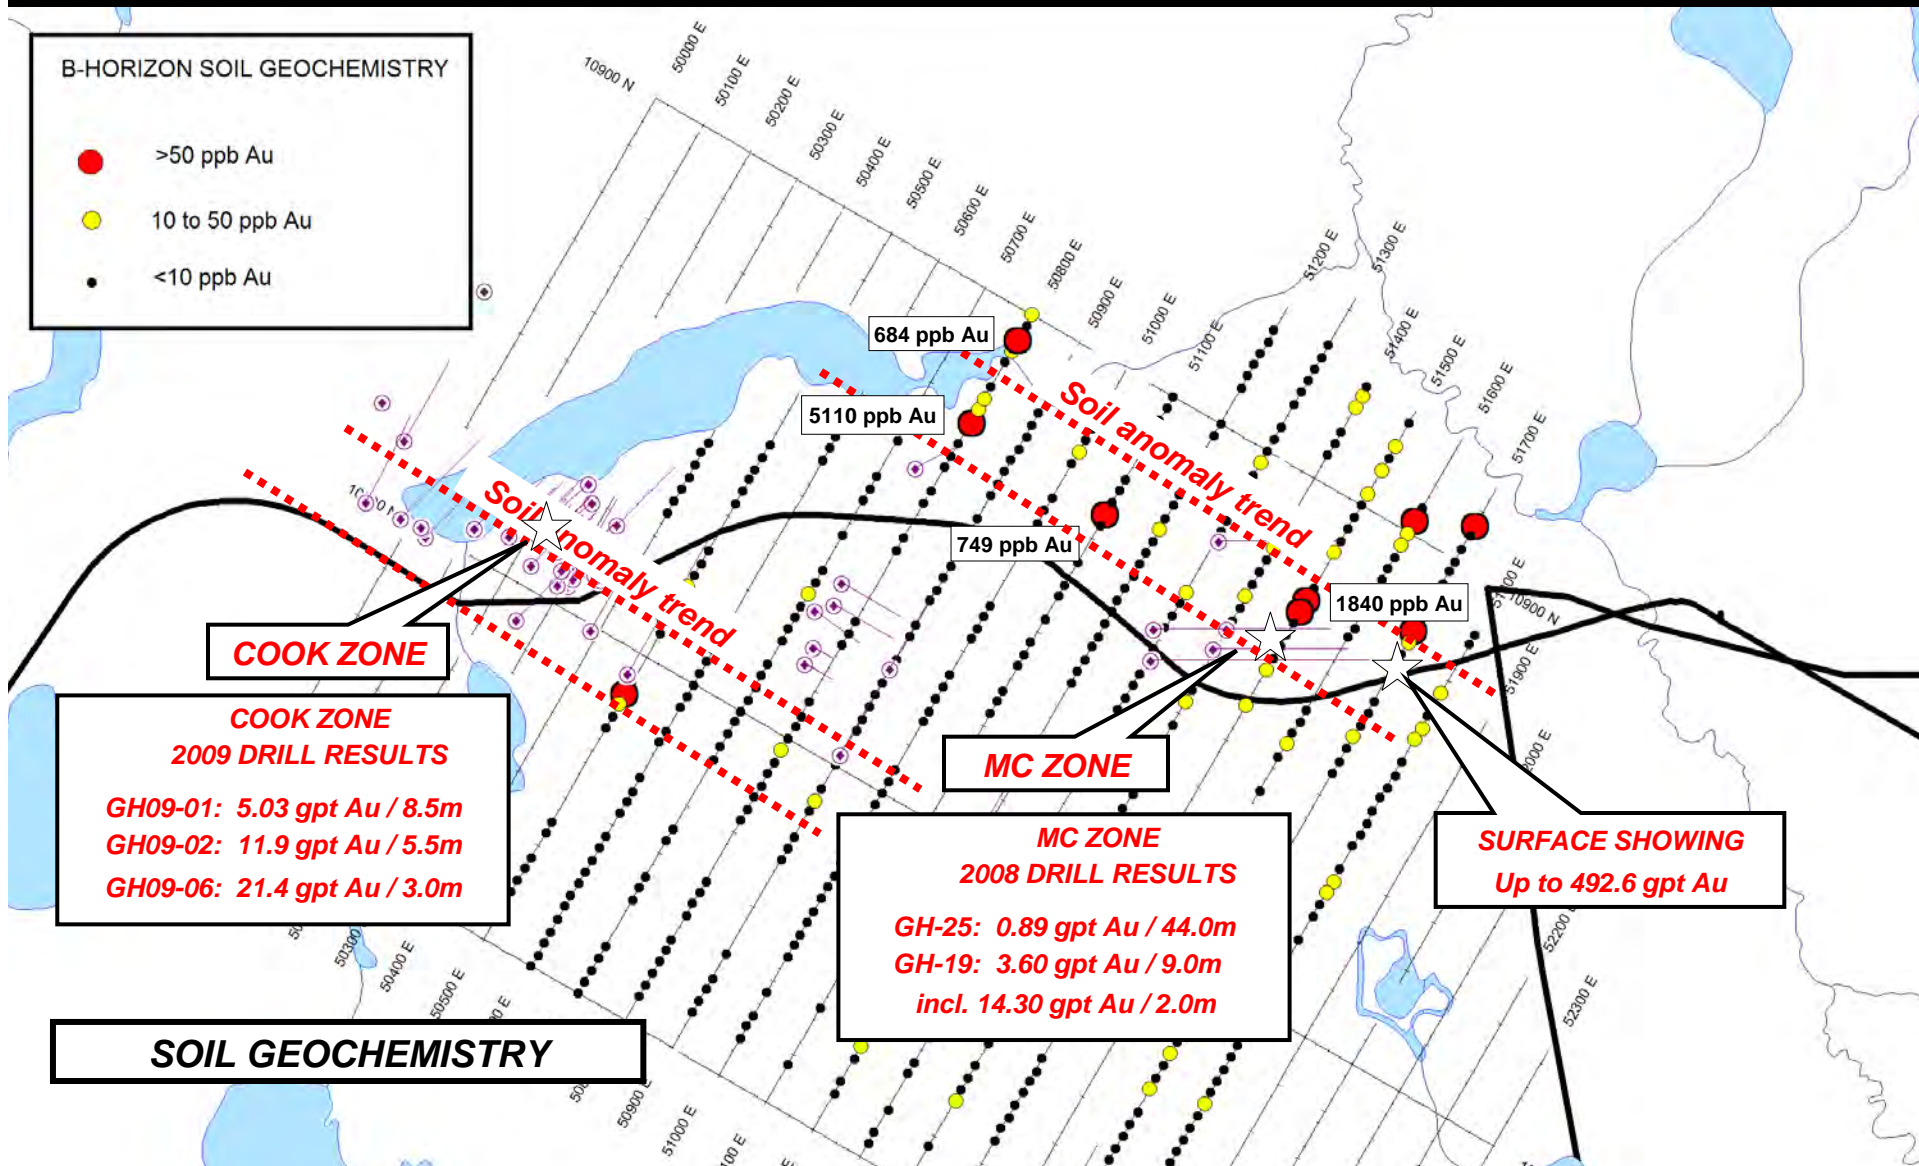 B-HORIZON SOIL GEOCHEMISTRY
>50 ppb Au
10 to 50 ppb Au
<10 ppb Au
10900 N
50000 E
50100 E
50200 E
50300 E
50400 E
50500 E
50600 E
50700 E
50800 E
50900 E
51000 E
51100 E
51200 E
51300 E
51400 E
51500 E
51600 E
51700 E
684 ppb Au
5110 ppb Au
749 ppb Au
1840 ppb Au
Soil anomaly trend
Soil anomaly trend
10900 N
51900 E
52200 E
52300 E
COOK ZONE
COOK ZONE
2009 DRILL RESULTS
GH09-01: 5.03 gpt Au / 8.5m
GH09-02: 11.9 gpt Au / 5.5m
GH09-06: 21.4 gpt Au / 3.0m
MC ZONE
MC ZONE
2008 DRILL RESULTS
GH-25: 0.89 gpt Au / 44.0m
GH-19: 3.60 gpt Au / 9.0m
incl. 14.30 gpt Au / 2.0m
SURFACE SHOWING
Up to 492.6 gpt Au
50300
50400 E
50500 E
50900 E
51000 E
SOIL GEOCHEMISTRY